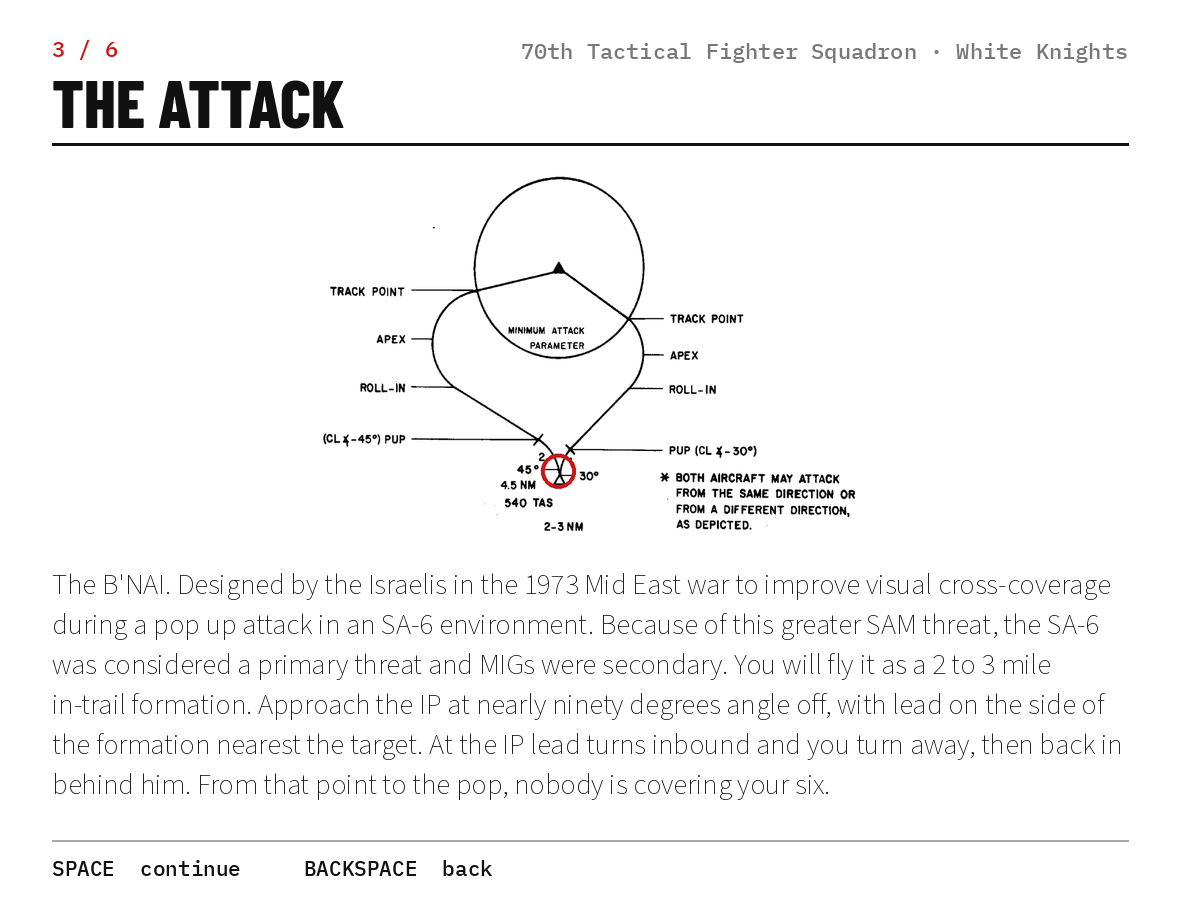 3 / 6
70th Tactical Fighter Squadron · White Knights
THE ATTACK
TRACK POINT
TRACK POINT
MINIMUM ATTACK
PARAMETER
APEX
APEX
ROLL-IN
ROLL-IN
(CL ∡-45°) PUP
PUP (CL ∡-30°)
2
45°
30°
4.5 NM
540 TAS
2-3 NM
* BOTH AIRCRAFT MAY ATTACK
FROM THE SAME DIRECTION OR
FROM A DIFFERENT DIRECTION,
AS DEPICTED.
The B'NAI. Designed by the Israelis in the 1973 Mid East war to improve visual cross-coverage
during a pop up attack in an SA-6 environment. Because of this greater SAM threat, the SA-6
was considered a primary threat and MIGs were secondary. You will fly it as a 2 to 3 mile
in-trail formation. Approach the IP at nearly ninety degrees angle off, with lead on the side of
the formation nearest the target. At the IP lead turns inbound and you turn away, then back in
behind him. From that point to the pop, nobody is covering your six.
SPACE continue BACKSPACE back